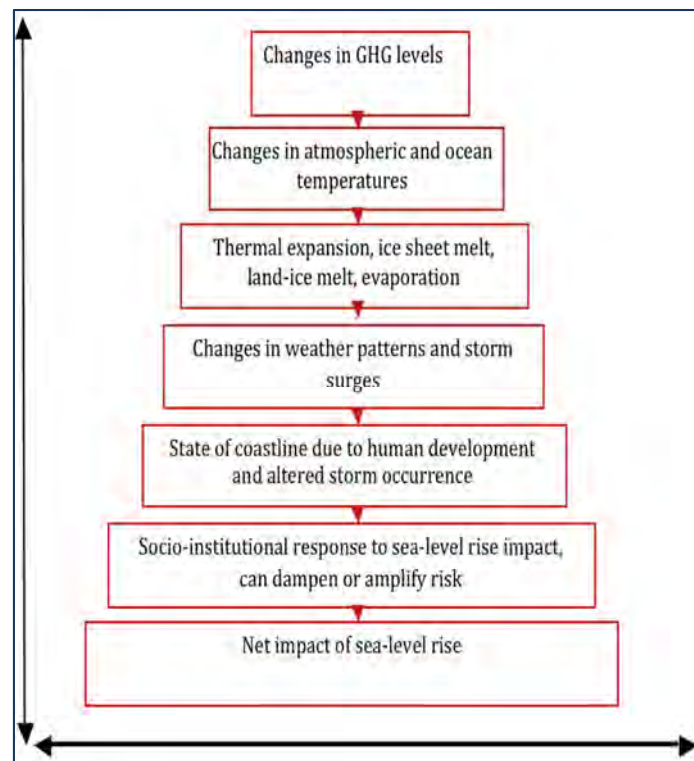 Changes in GHG levels
Changes in atmospheric and ocean
temperatures
Thermal expansion, ice sheet melt,
land-ice melt, evaporation
Changes in weather patterns and storm
surges
State of coastline due to human development
and altered storm occurrence
Socio-institutional response to sea-level rise impact,
can dampen or amplify risk
Net impact of sea-level rise